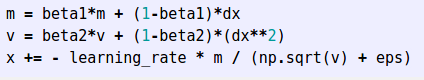 m = beta1*m + (1-beta1)*dx
v = beta2*v + (1-beta2)*(dx**2)
x += - learning_rate * m / (np.sqrt(v) + eps)